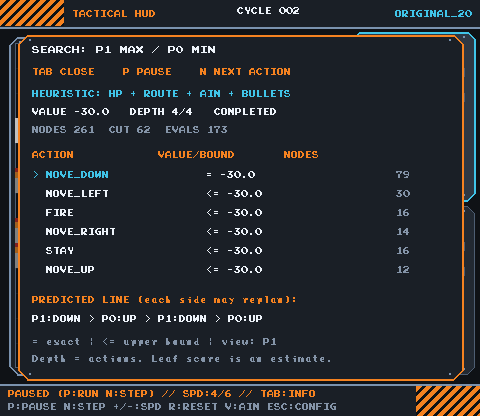 TACTICAL HUD
CYCLE 002
ORIGINAL_20
SEARCH: P1 MAX / P0 MIN
TAB CLOSE P PAUSE N NEXT ACTION
HEURISTIC: HP + ROUTE + AIM + BULLETS
VALUE -30.0 DEPTH 4/4 COMPLETED
NODES 261 CUT 62 EVALS 173
ACTION VALUE/BOUND NODES
> MOVE_DOWN = -30.0 79
MOVE_LEFT <= -30.0 30
FIRE <= -30.0 16
MOVE_RIGHT <= -30.0 14
STAY <= -30.0 16
MOVE_UP <= -30.0 12
PREDICTED LINE (each side may replan):
P1:DOWN > P0:UP > P1:DOWN > P0:UP
= exact | <= upper bound | view: P1
Depth = actions. Leaf score is an estimate.
PAUSED (P:RUN N:STEP) // SPD:4/6 // TAB:INFO
P:PAUSE N:STEP +/-:SPD R:RESET V:AIM ESC:CONFIG